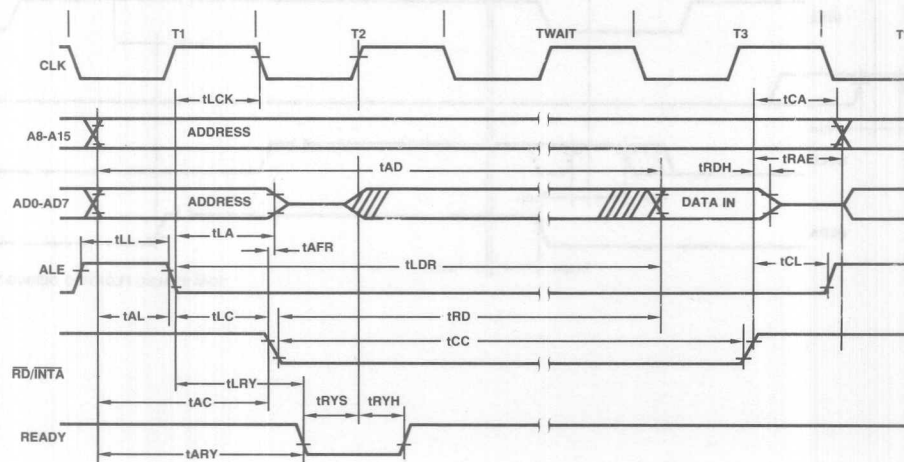 T1 T2 TWAIT T3 T
CLK
tLCK tCA
A8-A15 ADDRESS
tAD tRDH tRAE
AD0-AD7 ADDRESS DATA IN
tLL tLA tAFR
ALE tLDR tCL
tAL tLC tRD
tCC
RD/INTA
tLRY
tAC tRYS tRYH
READY
tARY